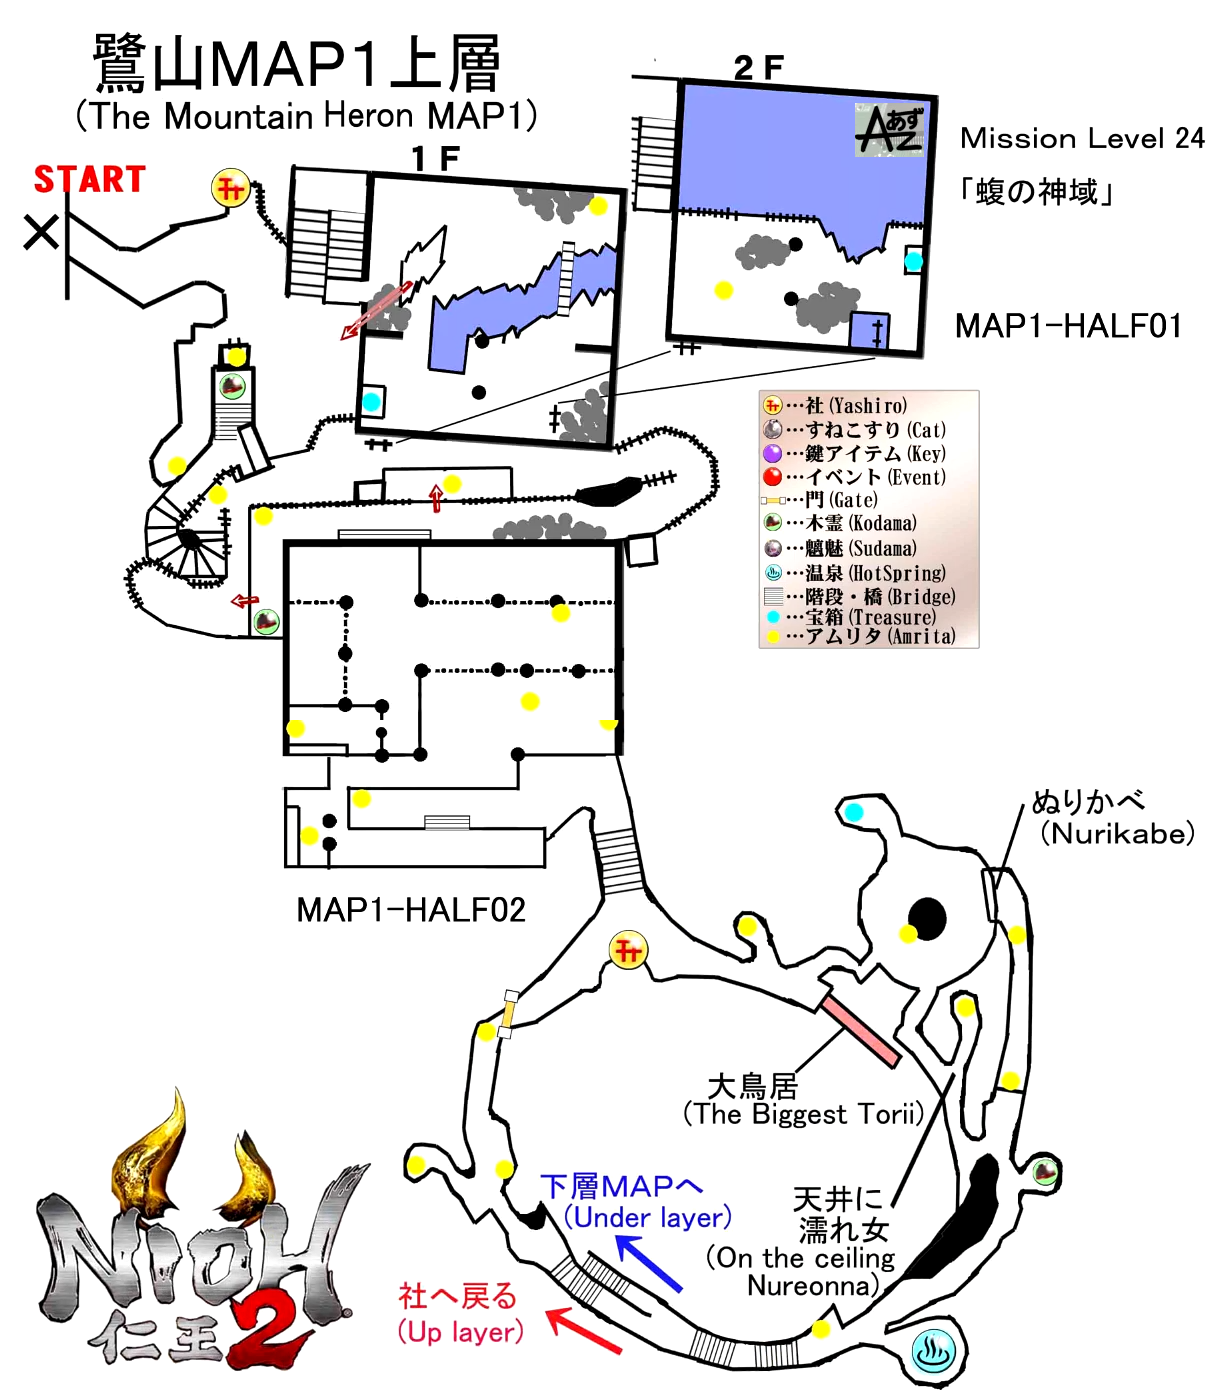 鷺山MAP1上層
(The Mountain Heron MAP1)
START
1F
2F
Aあず
Z
Mission Level 24
「蝮の神域」
MAP1-HALF01
…社(Yashiro)
…すねこすり(Cat)
…鍵アイテム(Key)
…イベント(Event)
…門(Gate)
…木霊(Kodama)
…魑魅(Sudama)
…温泉(HotSpring)
…階段・橋(Bridge)
…宝箱(Treasure)
…アムリタ(Amrita)
ぬりかべ
(Nurikabe)
MAP1-HALF02
大鳥居
(The Biggest Torii)
下層MAPへ
(Under layer)
天井に
濡れ女
(On the ceiling
Nureonna)
社へ戻る
(Up layer)
NIOH
仁王2